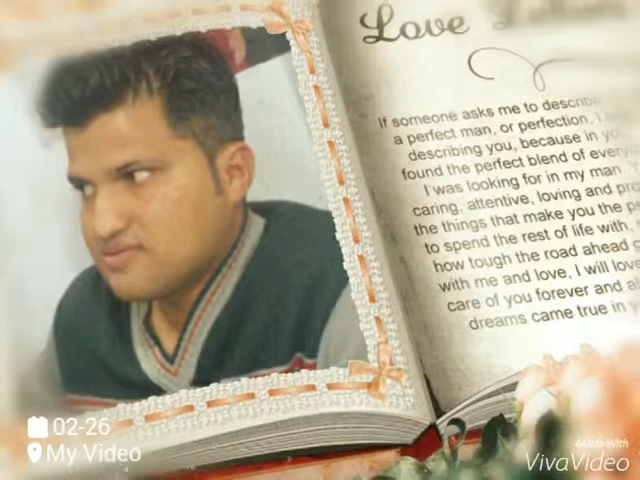 Love
If someone asks me to describe
a perfect man, or perfection, I
describing you, because in you
found the perfect blend of
I was looking for in my man
caring, attentive, loving and
the things that make you the
to spend the rest of life with,
how tough the road ahead
with me and love, I will love
care of you forever and
dreams came true in
02-26
My Video
Made With
VivaVideo